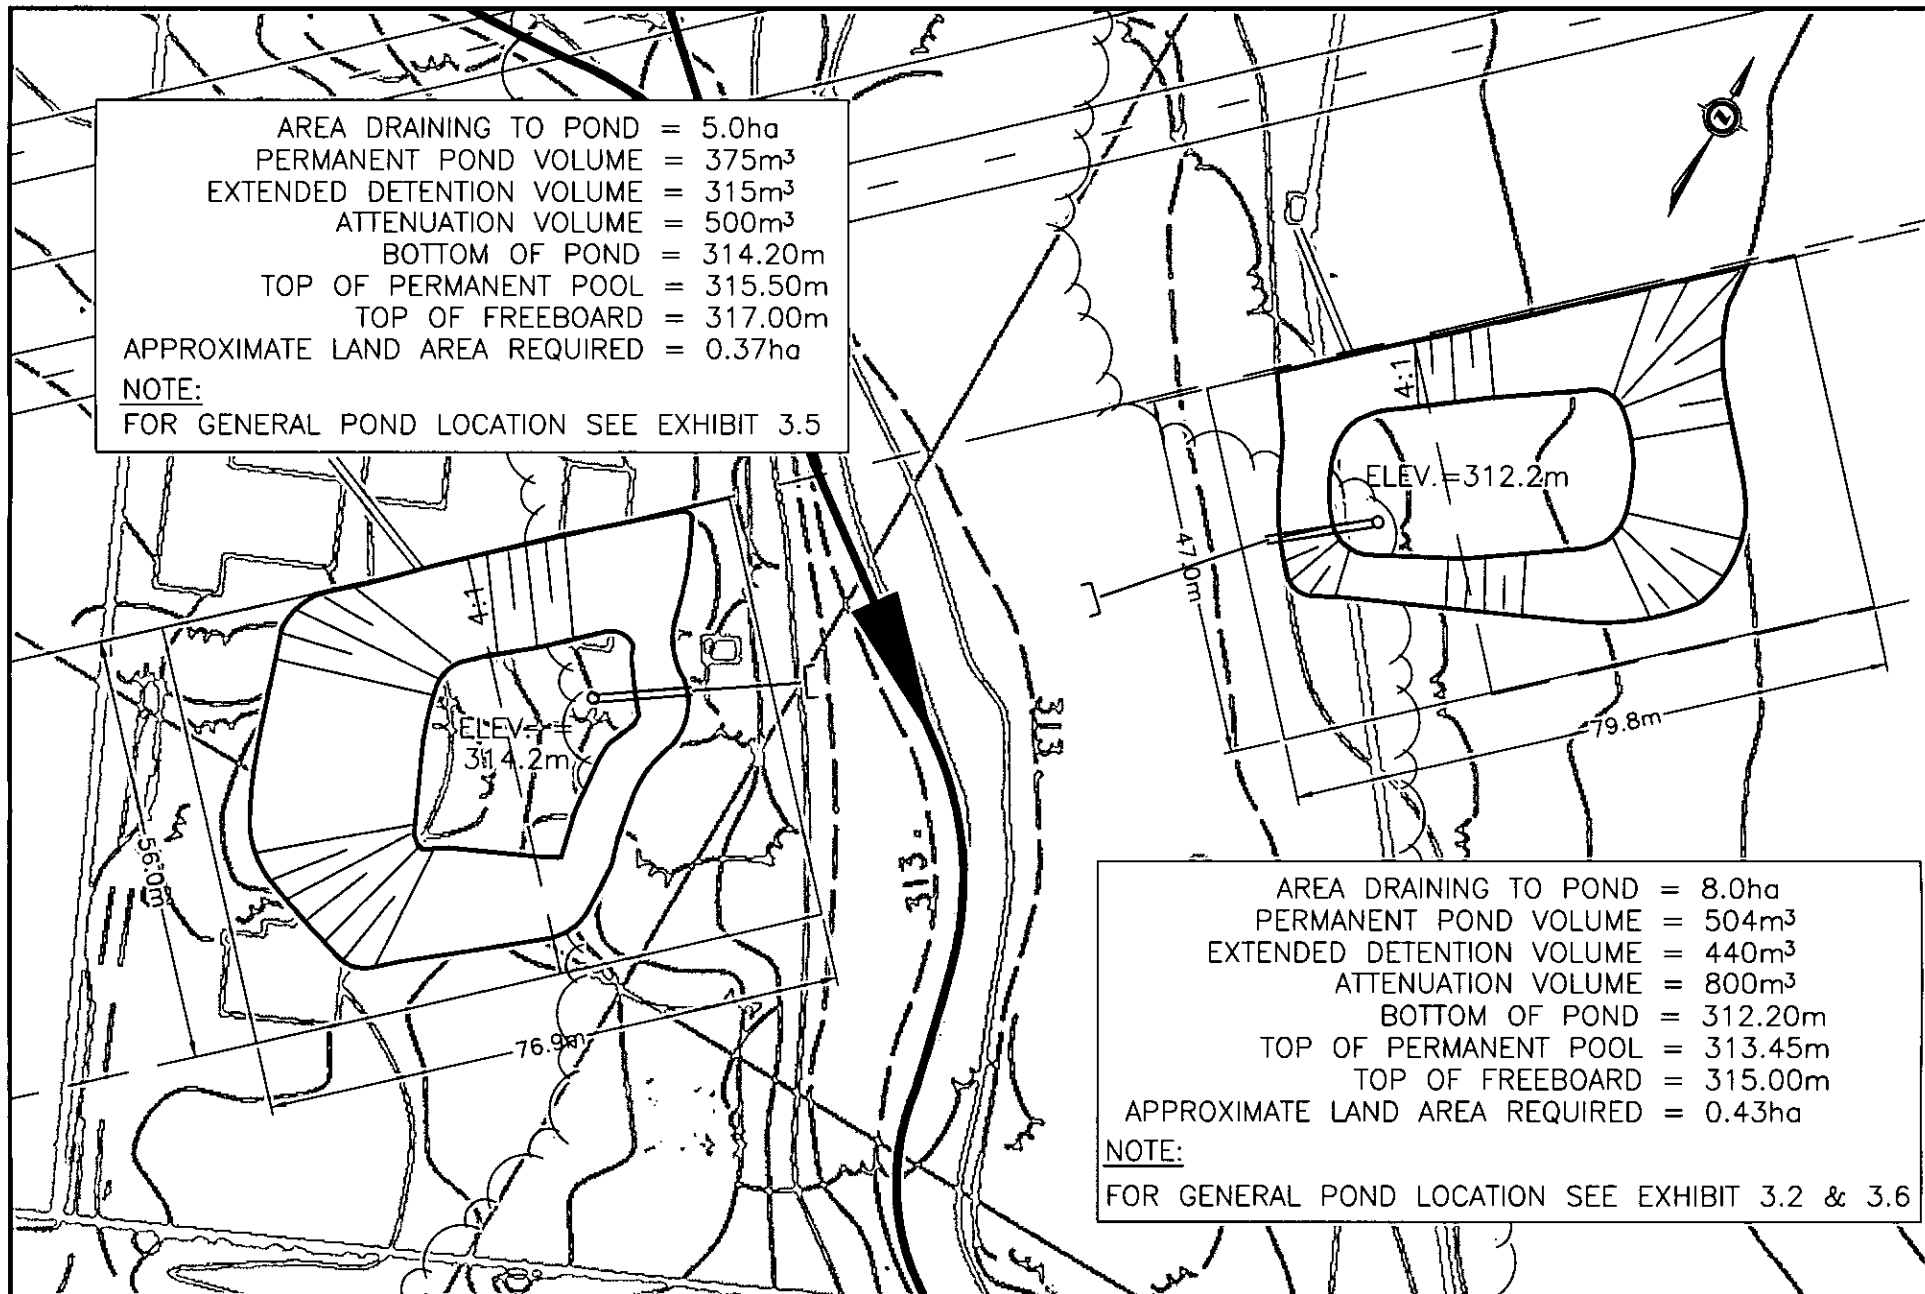 AREA DRAINING TO POND = 5.0ha
PERMANENT POND VOLUME = 375m³
EXTENDED DETENTION VOLUME = 315m³
ATTENUATION VOLUME = 500m³
BOTTOM OF POND = 314.20m
TOP OF PERMANENT POOL = 315.50m
TOP OF FREEBOARD = 317.00m
APPROXIMATE LAND AREA REQUIRED = 0.37ha
NOTE:
FOR GENERAL POND LOCATION SEE EXHIBIT 3.5
Z
4:1
ELEV.=312.2m
47.0m
79.8m
4:1
ELEV. =
314.2m
56.0m
76.9m
313
313.
AREA DRAINING TO POND = 8.0ha
PERMANENT POND VOLUME = 504m³
EXTENDED DETENTION VOLUME = 440m³
ATTENUATION VOLUME = 800m³
BOTTOM OF POND = 312.20m
TOP OF PERMANENT POOL = 313.45m
TOP OF FREEBOARD = 315.00m
APPROXIMATE LAND AREA REQUIRED = 0.43ha
NOTE:
FOR GENERAL POND LOCATION SEE EXHIBIT 3.2 & 3.6